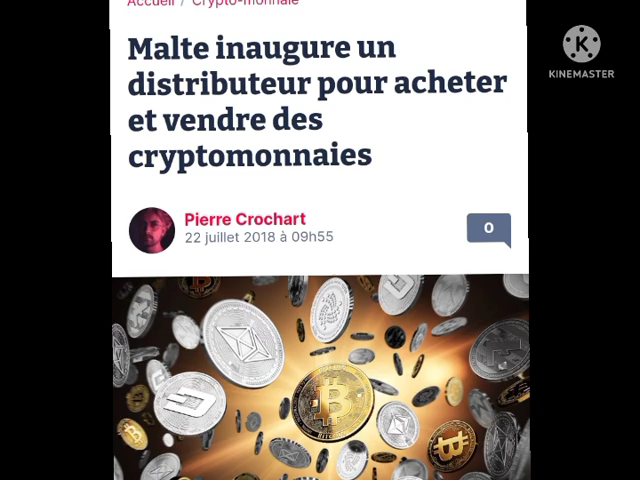 Accueil / Crypto-monnaie
Malte inaugure un
distributeur pour acheter
et vendre des
cryptomonnaies
Pierre Crochart
22 juillet 2018 à 09h55
0
K
KINEMASTER